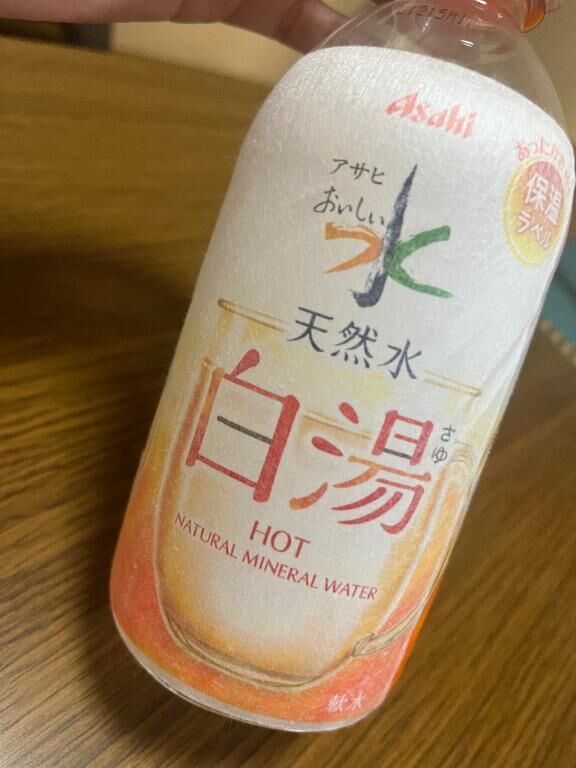 Asahi
アサヒ
おいしい
水
天然水
白湯
さゆ
HOT
NATURAL MINERAL WATER
保温
ラベル
軟水